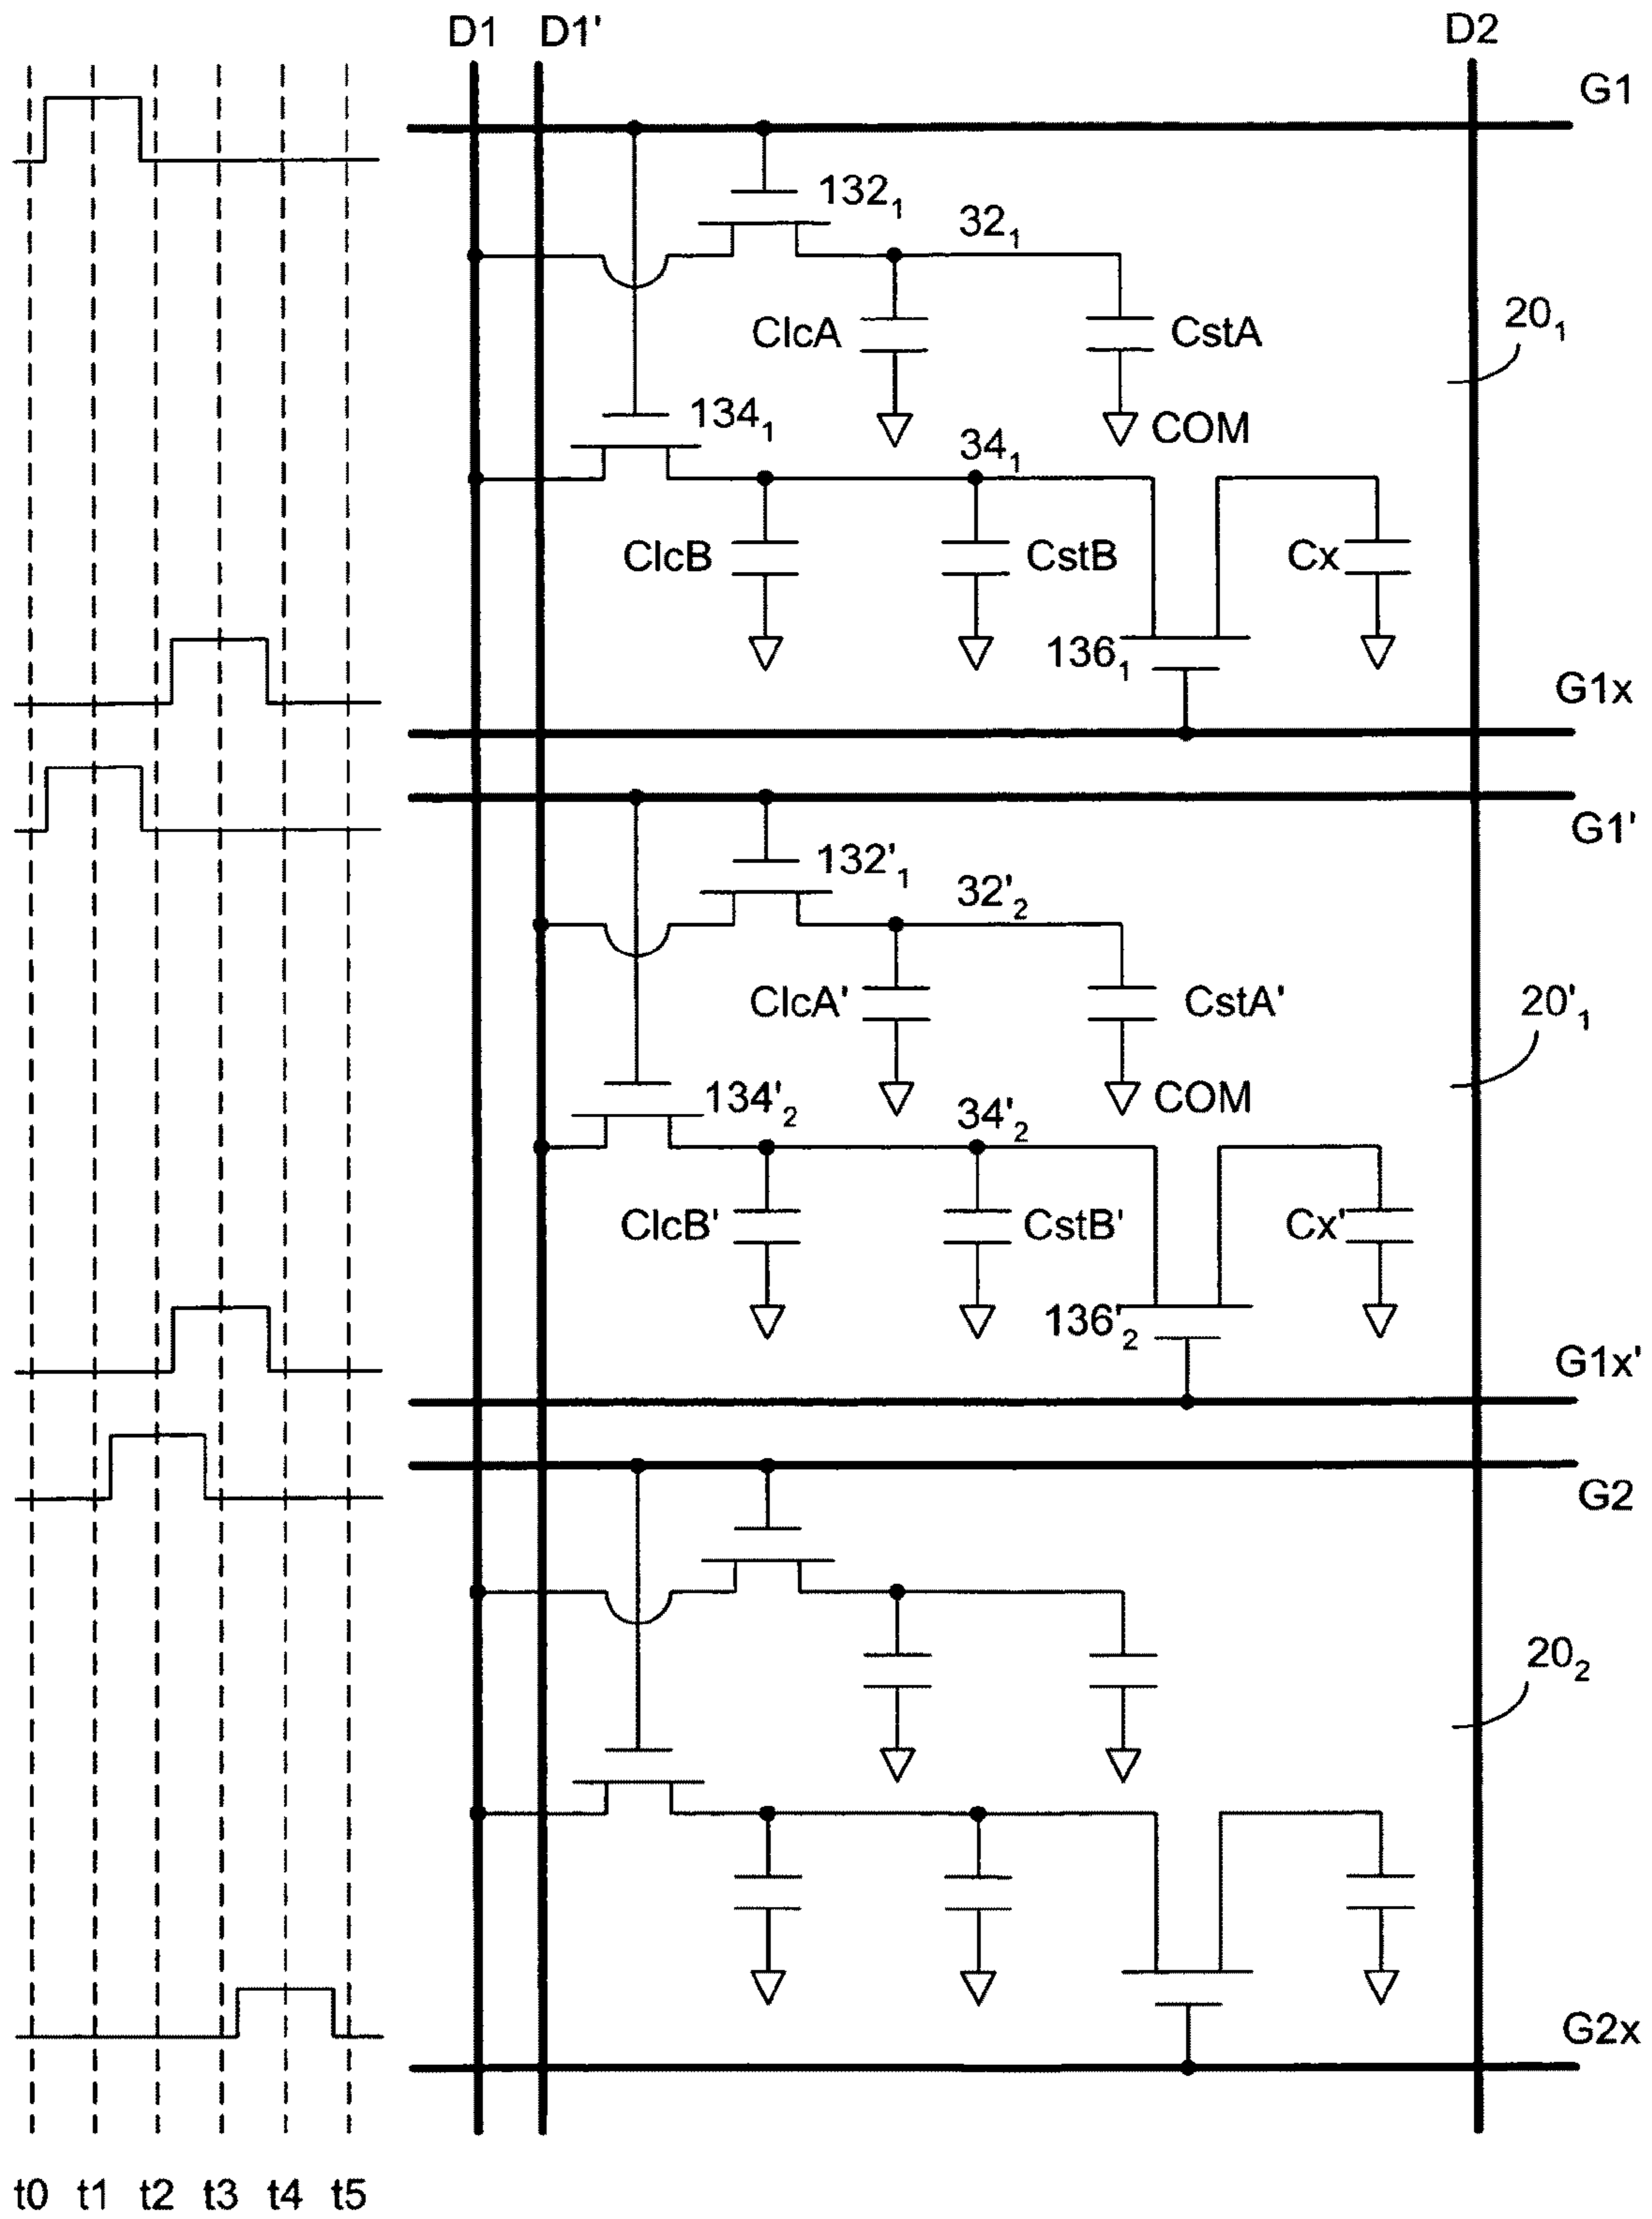 D1 D1' D2
G1
132₁
32₁
20₁
ClcA CstA
134₁
COM
34₁
ClcB CstB Cx
136₁
G1x
G1'
132'₁
32'₂
20'₁
ClcA' CstA'
134'₂
COM
34'₂
ClcB' CstB' Cx'
136'₂
G1x'
G2
20₂
G2x
t0 t1 t2 t3 t4 t5